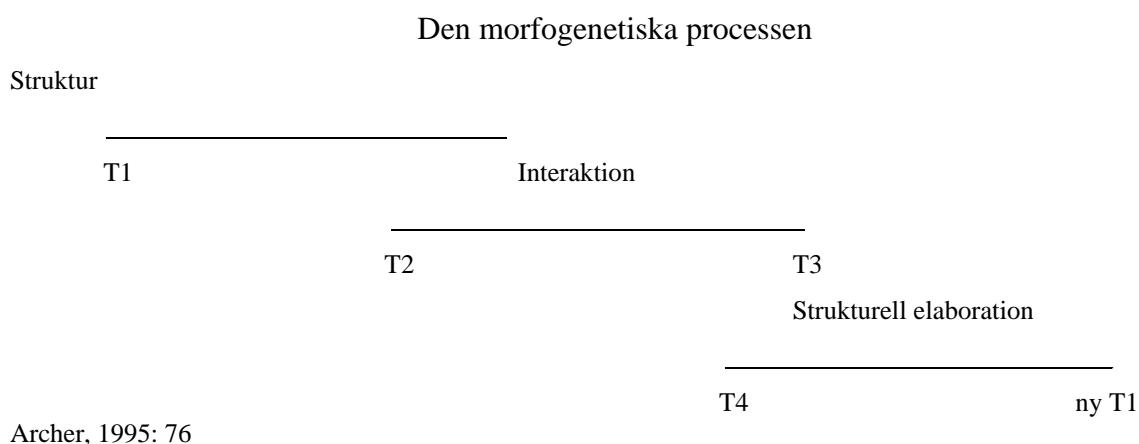 Den morfogenetiska processen
Struktur
T1 Interaktion
T2 T3
Strukturell elaboration
T4 ny T1
Archer, 1995: 76